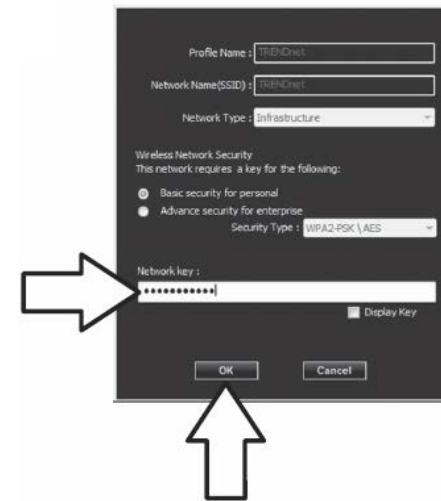 Profile Name : TRENDnet
Network Name(SSID) : TRENDnet
Network Type : Infrastructure
Wireless Network Security
This network requires a key for the following:
Basic security for personal
Advance security for enterprise
Security Type : WPA2-PSK \ AES
Network key :
•••••••••••
Display Key
OK Cancel